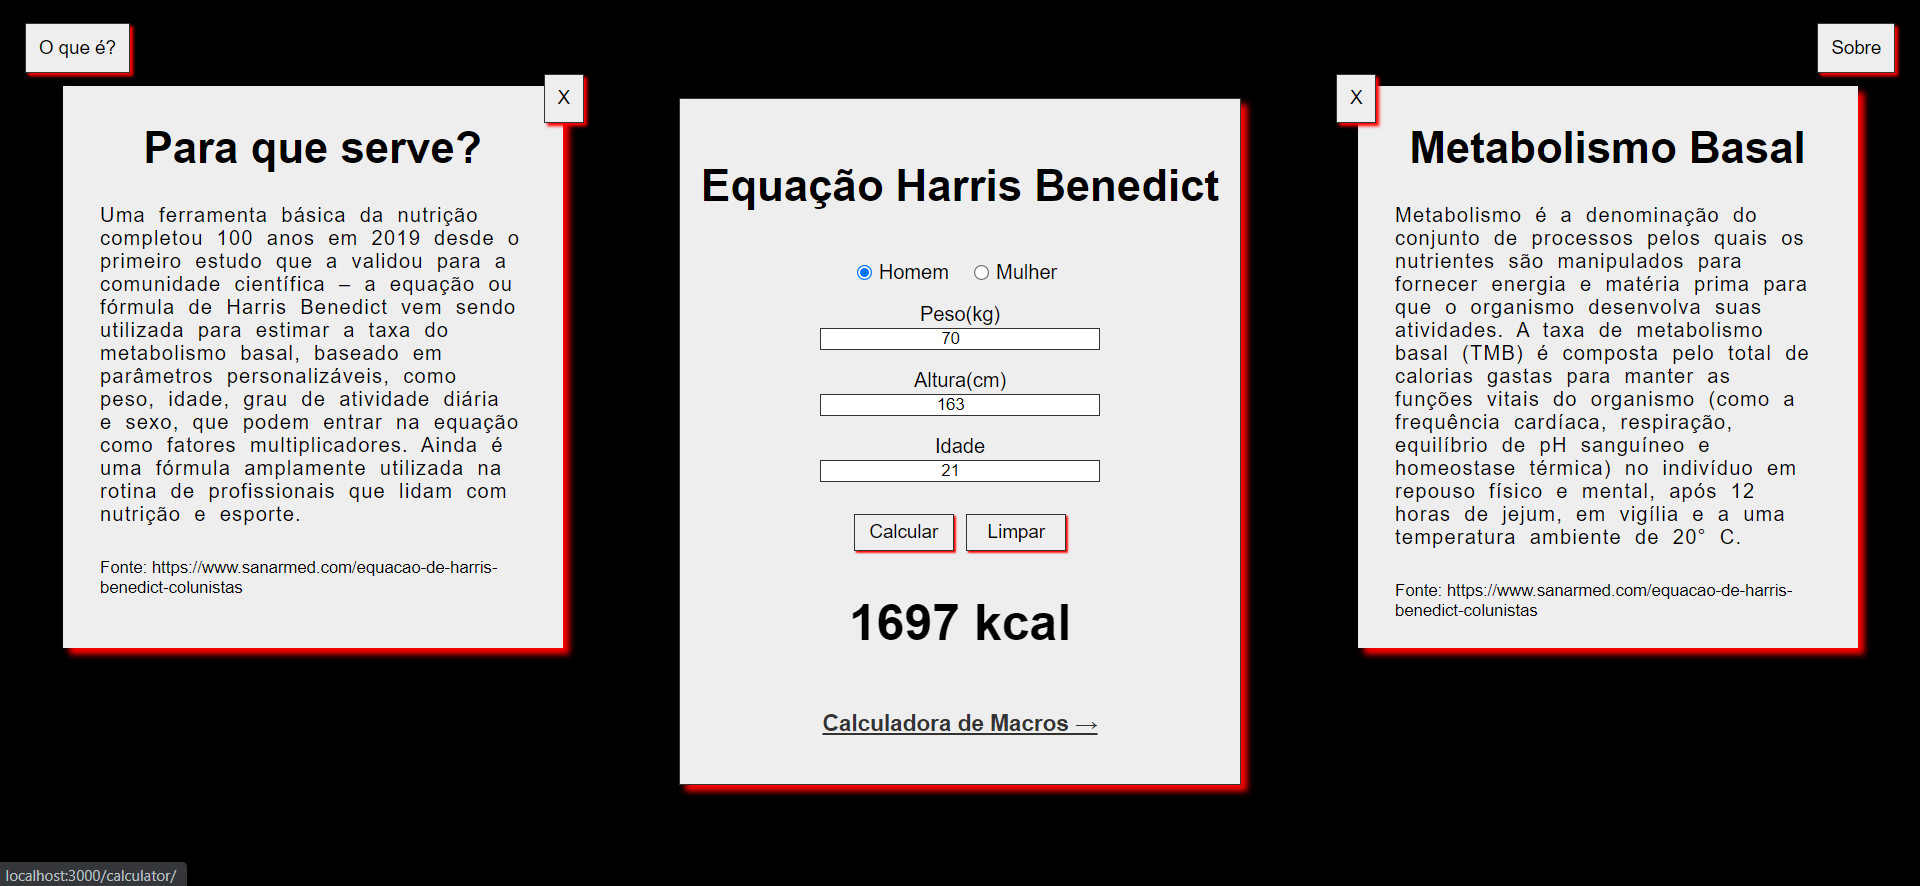 O que é?
Sobre
X
Para que serve?
Uma ferramenta básica da nutrição
completou 100 anos em 2019 desde o
primeiro estudo que a validou para a
comunidade científica – a equação ou
fórmula de Harris Benedict vem sendo
utilizada para estimar a taxa do
metabolismo basal, baseado em
parâmetros personalizáveis, como
peso, idade, grau de atividade diária
e sexo, que podem entrar na equação
como fatores multiplicadores. Ainda é
uma fórmula amplamente utilizada na
rotina de profissionais que lidam com
nutrição e esporte.
Fonte: https://www.sanarmed.com/equacao-de-harris-
benedict-colunistas
Equação Harris Benedict
Homem Mulher
Peso(kg)
70
Altura(cm)
163
Idade
21
Calcular Limpar
1697 kcal
Calculadora de Macros →
X
Metabolismo Basal
Metabolismo é a denominação do
conjunto de processos pelos quais os
nutrientes são manipulados para
fornecer energia e matéria prima para
que o organismo desenvolva suas
atividades. A taxa de metabolismo
basal (TMB) é composta pelo total de
calorias gastas para manter as
funções vitais do organismo (como a
frequência cardíaca, respiração,
equilíbrio de pH sanguíneo e
homeostase térmica) no indivíduo em
repouso físico e mental, após 12
horas de jejum, em vigília e a uma
temperatura ambiente de 20° C.
Fonte: https://www.sanarmed.com/equacao-de-harris-
benedict-colunistas
localhost:3000/calculator/